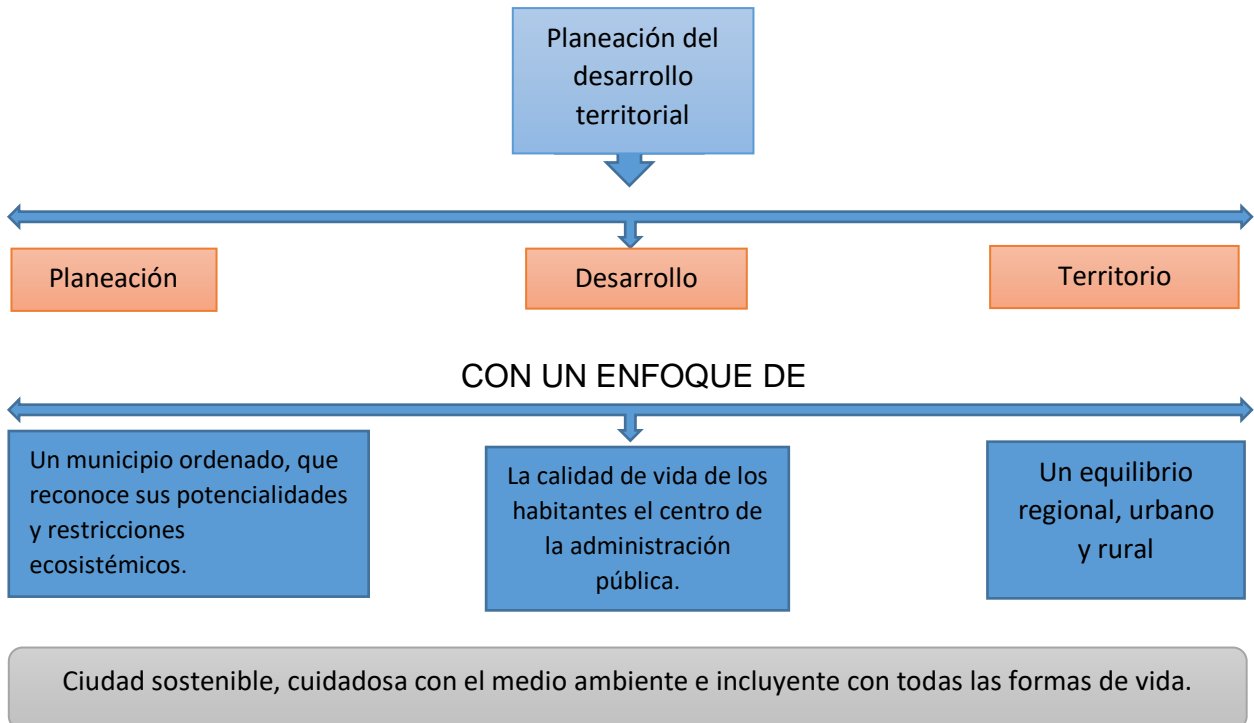 Planeación del
desarrollo
territorial
Planeación
Desarrollo
Territorio
CON UN ENFOQUE DE
Un municipio ordenado, que
reconoce sus potencialidades
y restricciones
ecosistémicos.
La calidad de vida de los
habitantes el centro de
la administración
pública.
Un equilibrio
regional, urbano
y rural
Ciudad sostenible, cuidadosa con el medio ambiente e incluyente con todas las formas de vida.